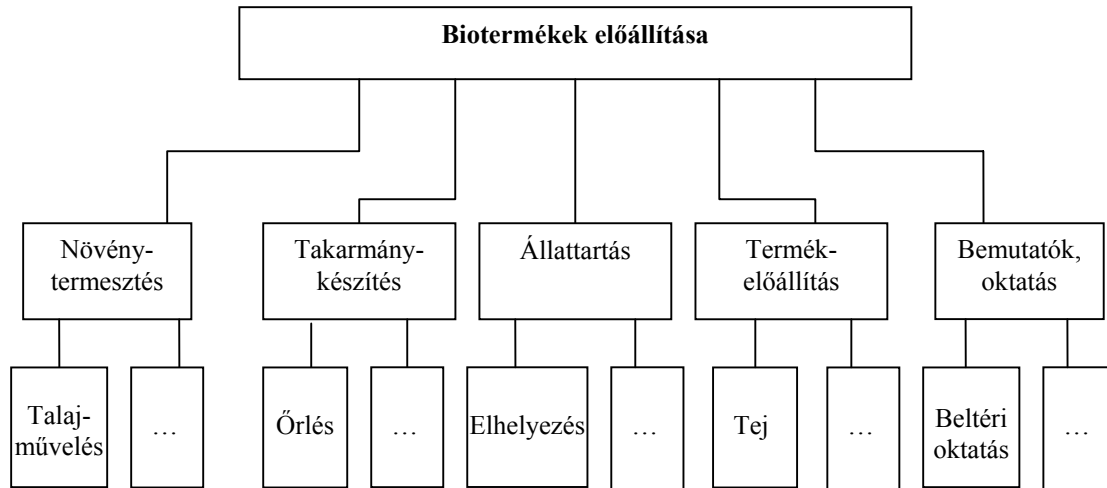 Biotermékek előállítása
Növény-
termesztés
Takarmány-
készítés
Állattartás
Termék-
előállítás
Bemutatók,
oktatás
Talaj-
művelés
…
Őrlés
…
Elhelyezés
…
Tej
…
Beltéri
oktatás
…